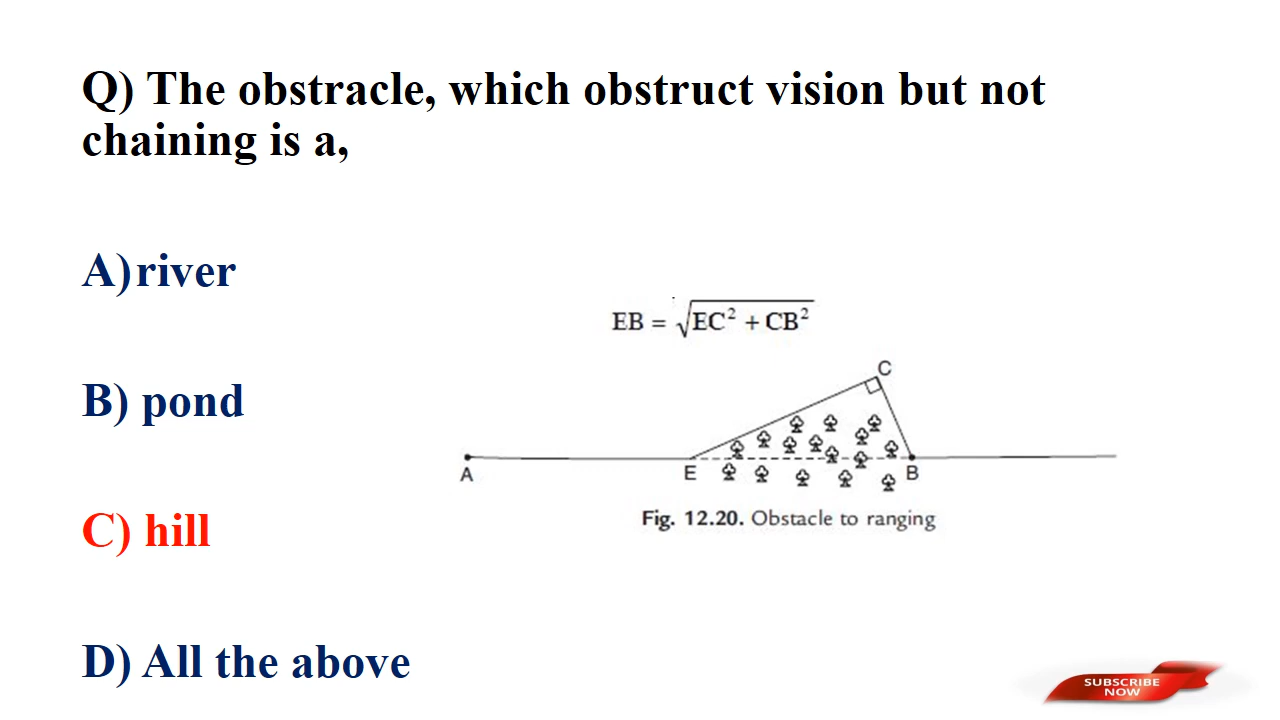 Q) The obstracle, which obstruct vision but not
chaining is a,
A) river
B) pond
C) hill
D) All the above
EB = √EC² + CB²
C
A
E
B
Fig. 12.20. Obstacle to ranging
SUBSCRIBE
NOW